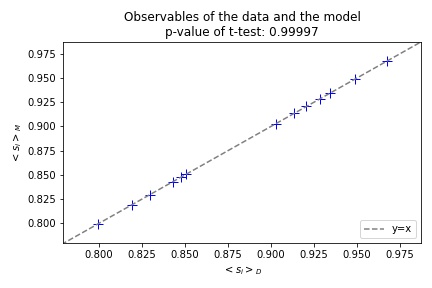 Observables of the data and the model
p-value of t-test: 0.99997
0.975
0.950
0.925
0.900
0.875
0.850
0.825
0.800
< s_i >_M
0.800 0.825 0.850 0.875 0.900 0.925 0.950 0.975
< s_i >_D
y=x